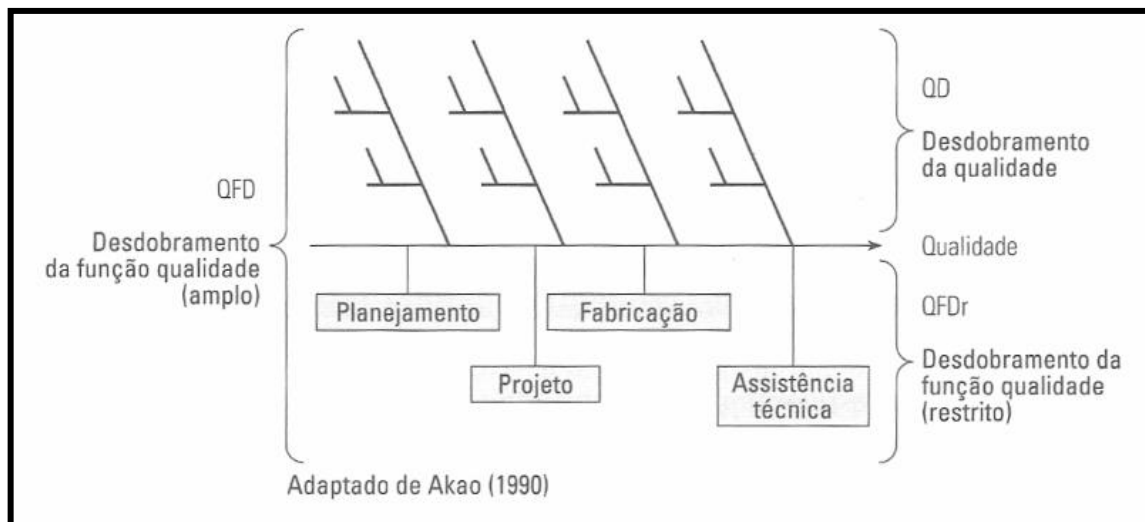 QFD
Desdobramento
da função qualidade
(amplo)
QD
Desdobramento
da qualidade
Qualidade
Planejamento
Fabricação
Projeto
Assistência
técnica
QFDr
Desdobramento da
função qualidade
(restrito)
Adaptado de Akao (1990)